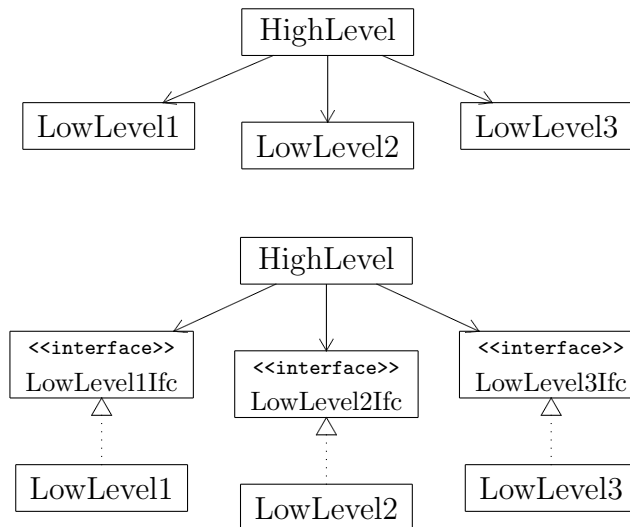 HighLevel
LowLevel1
LowLevel2
LowLevel3
HighLevel
<<interface>>
LowLevel1Ifc
<<interface>>
LowLevel2Ifc
<<interface>>
LowLevel3Ifc
LowLevel1
LowLevel2
LowLevel3